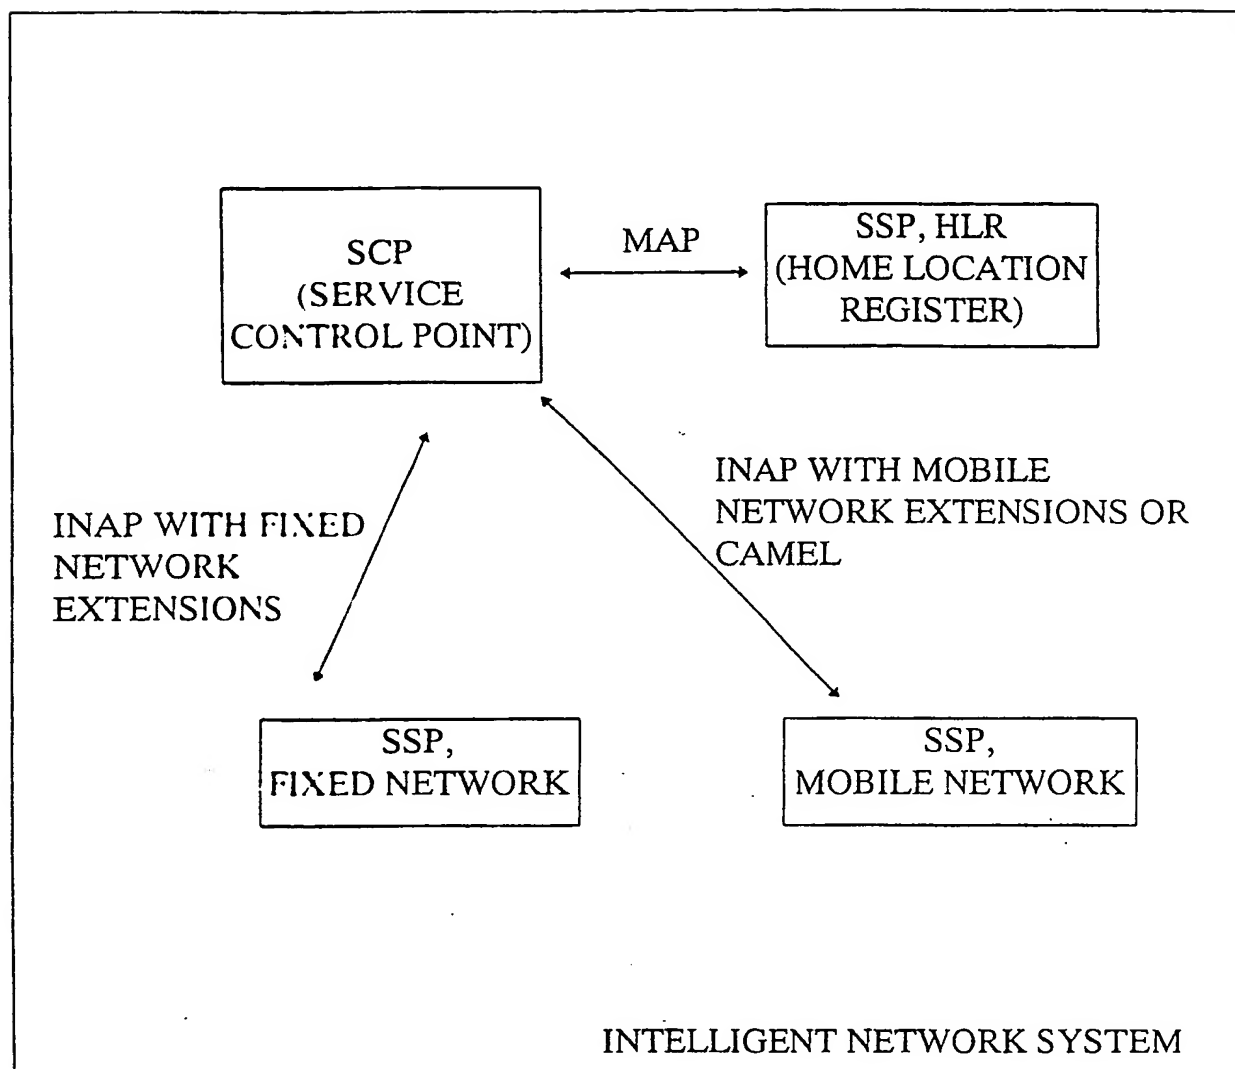 SCP
(SERVICE
CONTROL POINT)
MAP
SSP, HLR
(HOME LOCATION
REGISTER)
INAP WITH FIXED
NETWORK
EXTENSIONS
INAP WITH MOBILE
NETWORK EXTENSIONS OR
CAMEL
SSP,
FIXED NETWORK
SSP,
MOBILE NETWORK
INTELLIGENT NETWORK SYSTEM